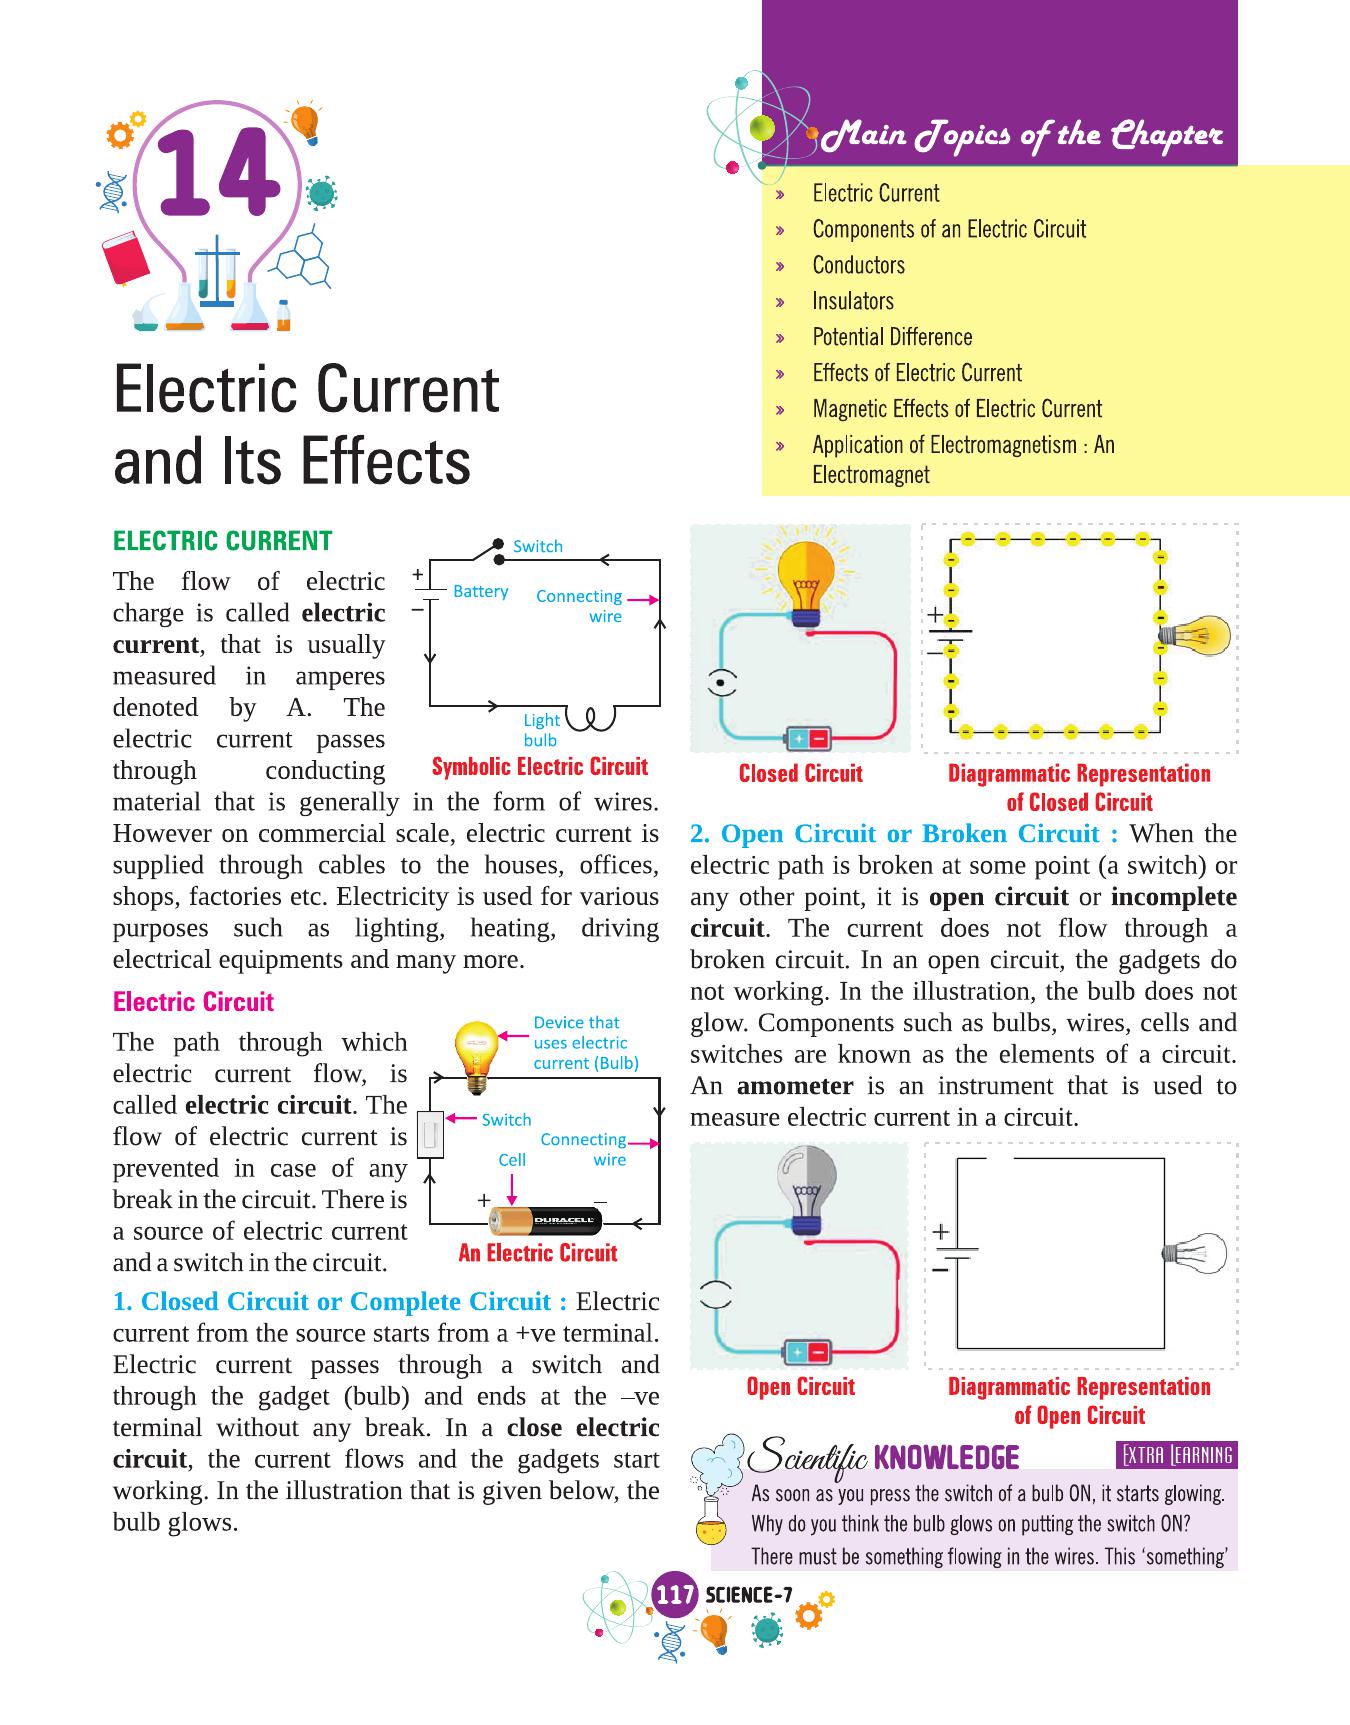 14
Electric Current
and Its Effects
Main Topics of the Chapter
» Electric Current
» Components of an Electric Circuit
» Conductors
» Insulators
» Potential Difference
» Effects of Electric Current
» Magnetic Effects of Electric Current
» Application of Electromagnetism : An
Electromagnet
ELECTRIC CURRENT
The flow of electric
charge is called electric
current, that is usually
measured in amperes
denoted by A. The
electric current passes
through conducting
material that is generally in the form of wires.
However on commercial scale, electric current is
supplied through cables to the houses, offices,
shops, factories etc. Electricity is used for various
purposes such as lighting, heating, driving
electrical equipments and many more.
Switch
+
Battery
–
Connecting
wire
Light
bulb
Symbolic Electric Circuit
Electric Circuit
The path through which
electric current flow, is
called electric circuit. The
flow of electric current is
prevented in case of any
break in the circuit. There is
a source of electric current
and a switch in the circuit.
Device that
uses electric
current (Bulb)
Switch
Connecting
wire
Cell
+ –
DURACELL
An Electric Circuit
1. Closed Circuit or Complete Circuit : Electric
current from the source starts from a +ve terminal.
Electric current passes through a switch and
through the gadget (bulb) and ends at the –ve
terminal without any break. In a close electric
circuit, the current flows and the gadgets start
working. In the illustration that is given below, the
bulb glows.
+ –
Closed Circuit
+
–
Diagrammatic Representation
of Closed Circuit
2. Open Circuit or Broken Circuit : When the
electric path is broken at some point (a switch) or
any other point, it is open circuit or incomplete
circuit. The current does not flow through a
broken circuit. In an open circuit, the gadgets do
not working. In the illustration, the bulb does not
glow. Components such as bulbs, wires, cells and
switches are known as the elements of a circuit.
An amometer is an instrument that is used to
measure electric current in a circuit.
+ –
Open Circuit
+
–
Diagrammatic Representation
of Open Circuit
Scientific KNOWLEDGE
EXTRA LEARNING
As soon as you press the switch of a bulb ON, it starts glowing.
Why do you think the bulb glows on putting the switch ON?
There must be something flowing in the wires. This ‘something’
117 SCIENCE-7